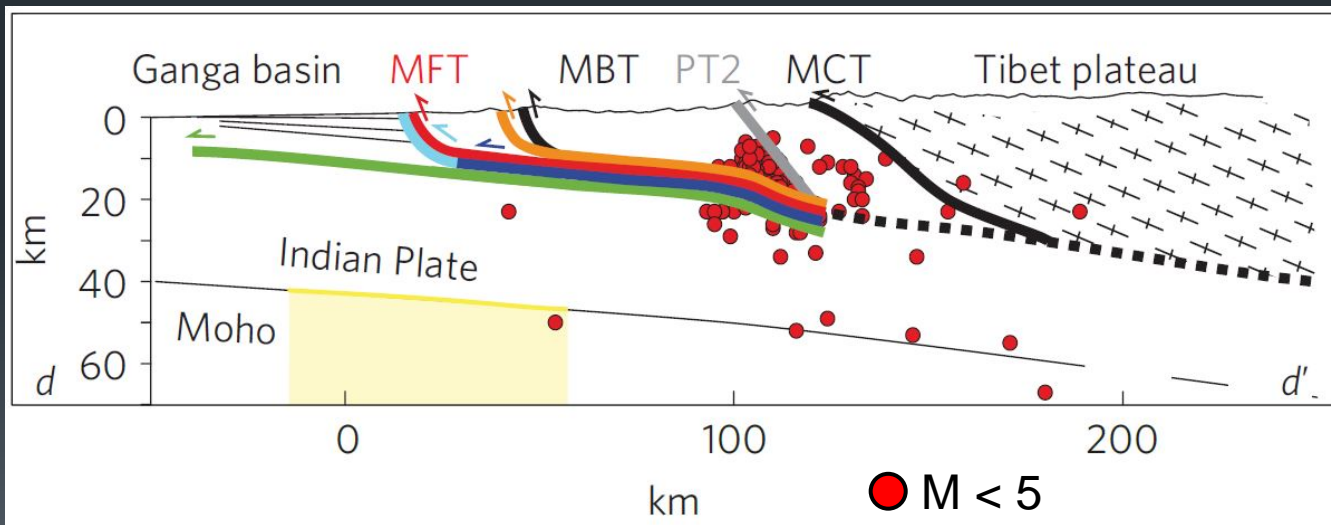 Ganga basin MFT MBT PT2 MCT Tibet plateau
0
20
km
40
60
Indian Plate
Moho
d d'
0 100 200
km
M < 5